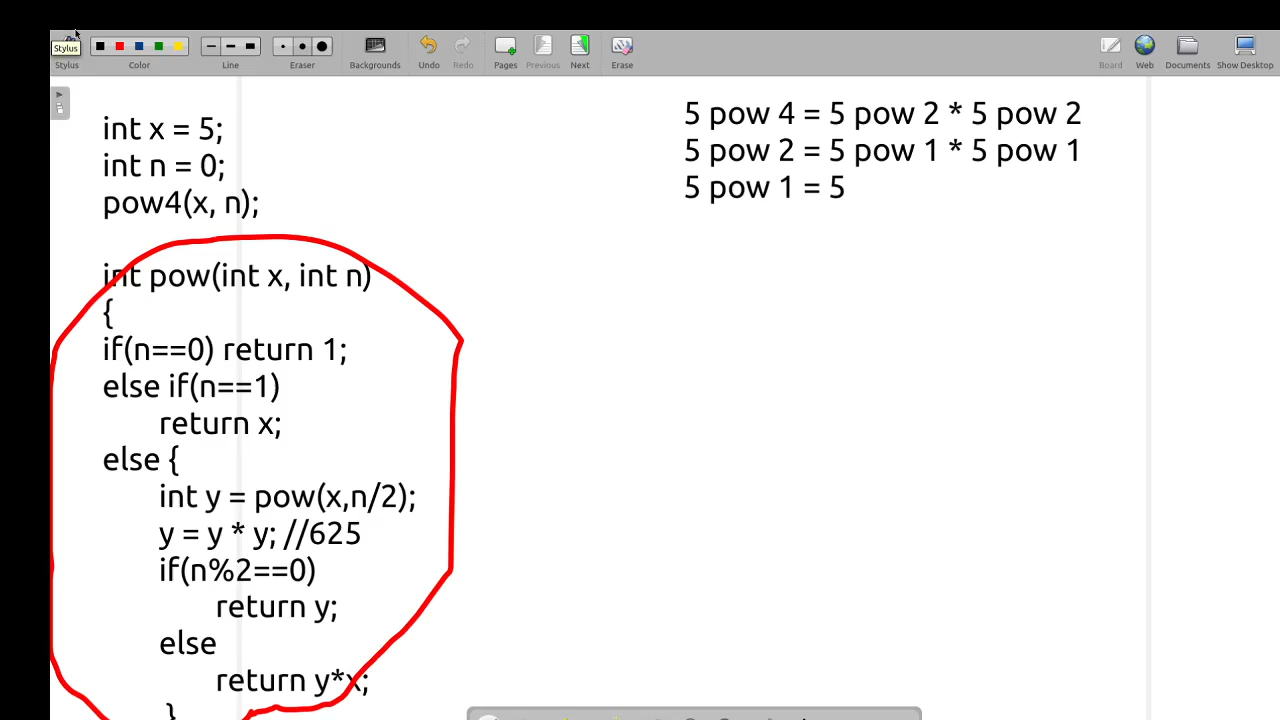 Stylus
Stylus
Color
Line
Eraser
Backgrounds
Undo
Redo
Pages
Previous
Next
Erase
Board
Web
Documents
Show Desktop
int x = 5;
int n = 0;
pow4(x, n);
int pow(int x, int n)
{
if(n==0) return 1;
else if(n==1)
return x;
else {
int y = pow(x,n/2);
y = y * y; //625
if(n%2==0)
return y;
else
return y*x;
}
5 pow 4 = 5 pow 2 * 5 pow 2
5 pow 2 = 5 pow 1 * 5 pow 1
5 pow 1 = 5